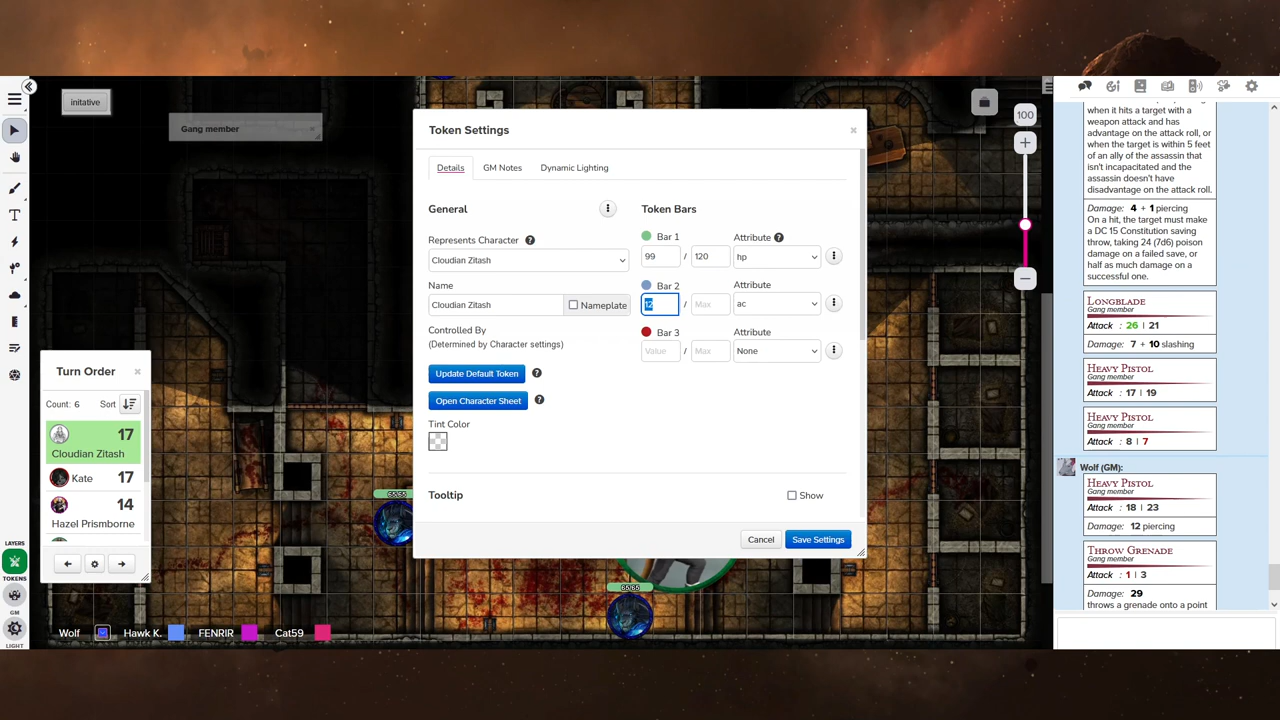 initative
Gang member
×
100
Token Settings
×
Details
GM Notes
Dynamic Lighting
General
Represents Character
Cloudian Zitash
Name
Cloudian Zitash
Nameplate
Controlled By
(Determined by Character settings)
Update Default Token
Open Character Sheet
Tint Color
Token Bars
Bar 1
Attribute
99 / 120
hp
Bar 2
Attribute
12 / Max
ac
Bar 3
Attribute
Value / Max
None
Tooltip
Show
Cancel
Save Settings
Turn Order
×
Count: 6
Sort
17
Cloudian Zitash
Kate 17
14
Hazel Prismborne
LAYERS
TOKENS
GM
LIGHT
Wolf
Hawk K.
FENRIR
Cat59
65/65
65/65
when it hits a target with a
weapon attack and has
advantage on the attack roll, or
when the target is within 5 feet
of an ally of the assassin that
isn't incapacitated and the
assassin doesn't have
disadvantage on the attack roll.
Damage: 4 + 1 piercing
On a hit, the target must make
a DC 15 Constitution saving
throw, taking 24 (7d6) poison
damage on a failed save, or
half as much damage on a
successful one.
LONGBLADE
Gang member
Attack : 26 | 21
Damage: 7 + 10 slashing
HEAVY PISTOL
Gang member
Attack : 17 | 19
HEAVY PISTOL
Gang member
Attack : 8 | 7
Wolf (GM):
HEAVY PISTOL
Gang member
Attack : 18 | 23
Damage: 12 piercing
THROW GRENADE
Gang member
Attack : 1 | 3
Damage: 29
throws a grenade onto a point